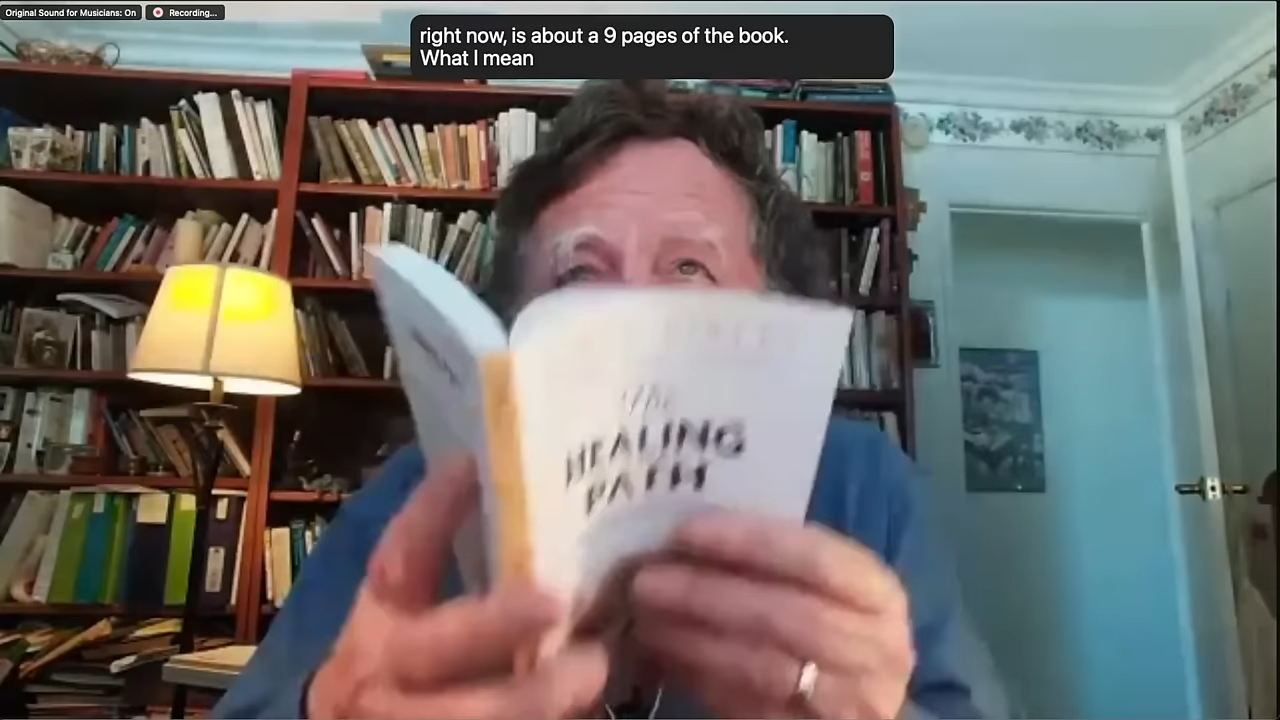 Original Sound for Musicians: On
Recording...
right now, is about a 9 pages of the book.
What I mean
The
HEALING
PATH